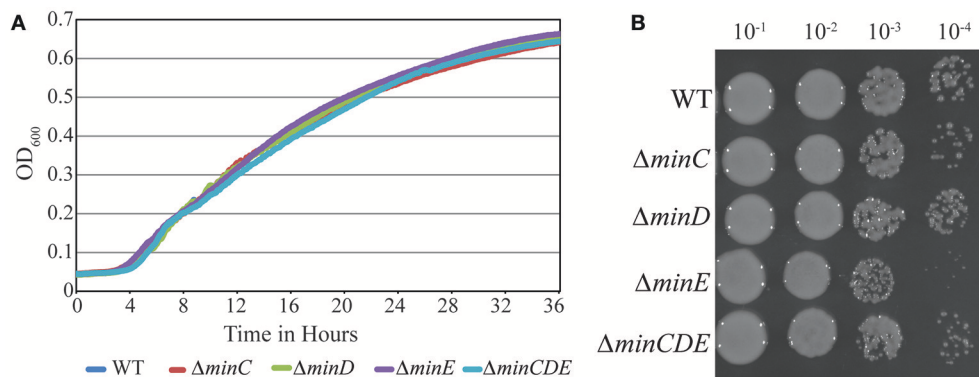 A
0.7
0.6
0.5
0.4
0.3
0.2
0.1
0
OD600
0 4 8 12 16 20 24 28 32 36
Time in Hours
WT ΔminC ΔminD ΔminE ΔminCDE
B
10-1 10-2 10-3 10-4
WT
ΔminC
ΔminD
ΔminE
ΔminCDE